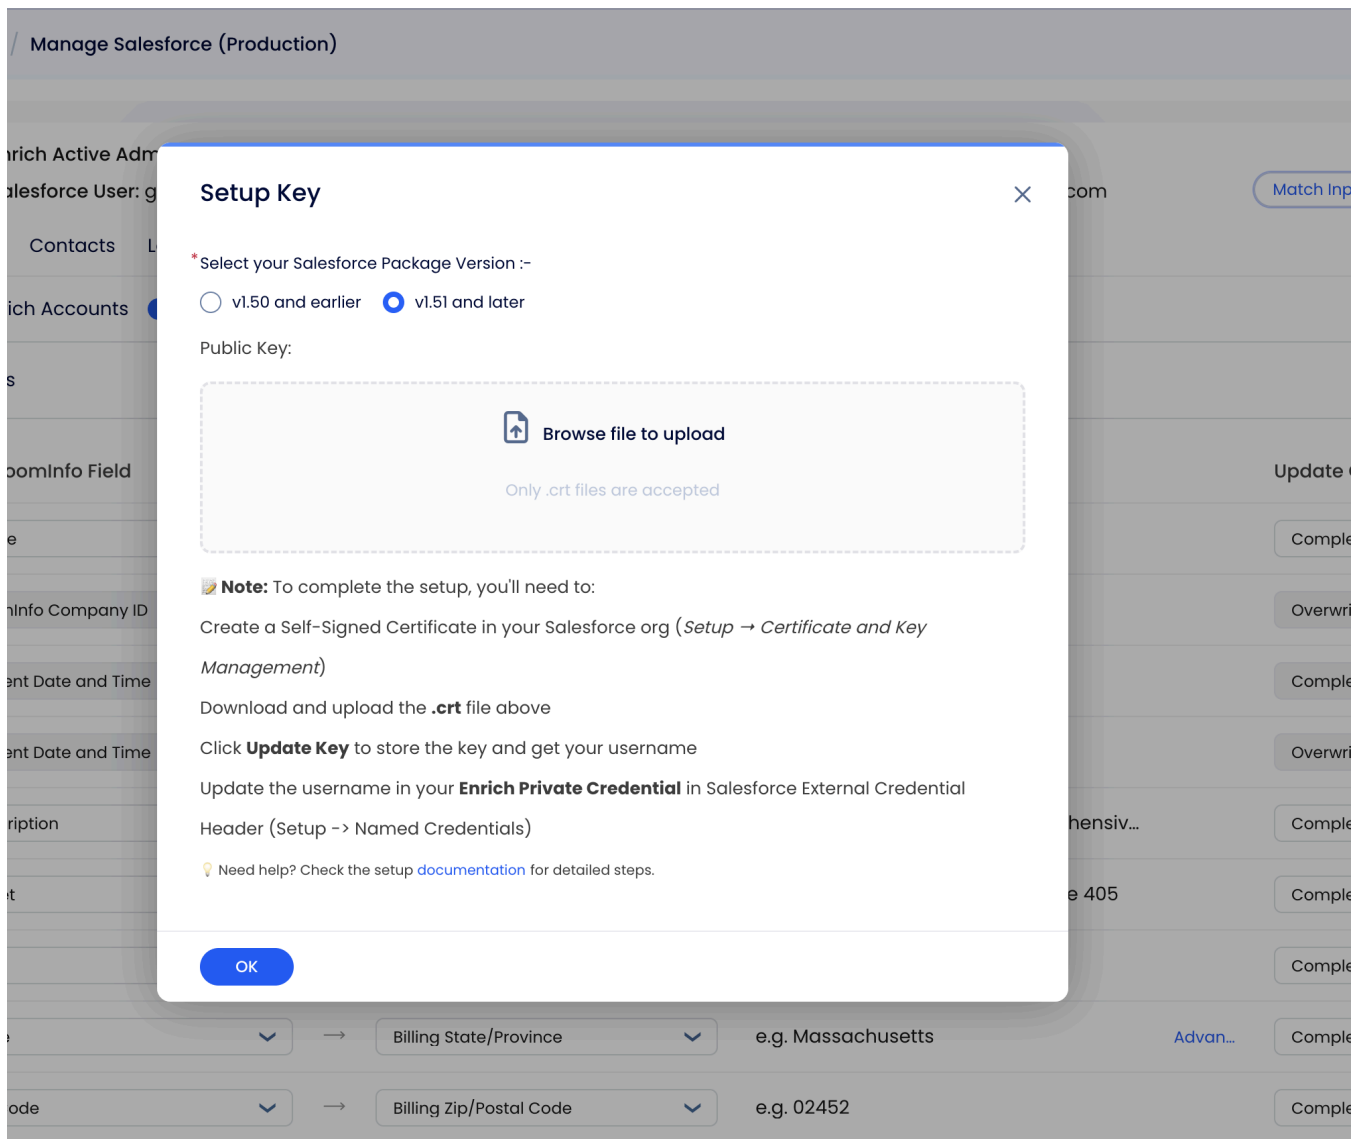 / Manage Salesforce (Production)
nrich Active Adm
alesforce User: g
com
Match Inp
Contacts L
ich Accounts
s
oomInfo Field
Update
e
Comple
nInfo Company ID
Overwri
ent Date and Time
Comple
ent Date and Time
Overwri
ription
hensiv...
Comple
et
e 405
Comple
Comple
e
→
Billing State/Province
e.g. Massachusetts
Advan...
Comple
ode
→
Billing Zip/Postal Code
e.g. 02452
Comple
Setup Key
*Select your Salesforce Package Version :-
v1.50 and earlier
v1.51 and later
Public Key:
Browse file to upload
Only .crt files are accepted
📝 Note: To complete the setup, you'll need to:
Create a Self-Signed Certificate in your Salesforce org (Setup → Certificate and Key
Management)
Download and upload the .crt file above
Click Update Key to store the key and get your username
Update the username in your Enrich Private Credential in Salesforce External Credential
Header (Setup -> Named Credentials)
💡 Need help? Check the setup documentation for detailed steps.
OK